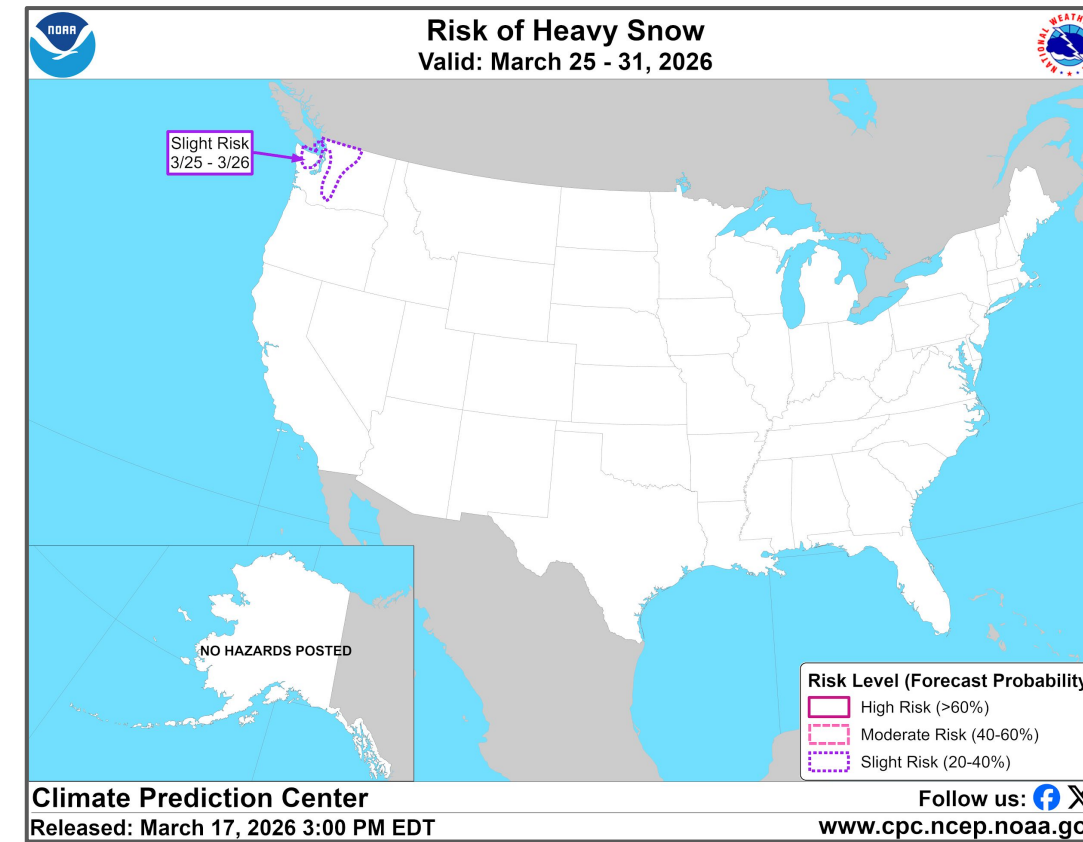 NOAA
Risk of Heavy Snow
Valid: March 25 - 31, 2026
NATIONAL WEATH
Slight Risk
3/25 - 3/26
NO HAZARDS POSTED
Risk Level (Forecast Probability
High Risk (>60%)
Moderate Risk (40-60%)
Slight Risk (20-40%)
Climate Prediction Center
Follow us:
Released: March 17, 2026 3:00 PM EDT
www.cpc.ncep.noaa.go